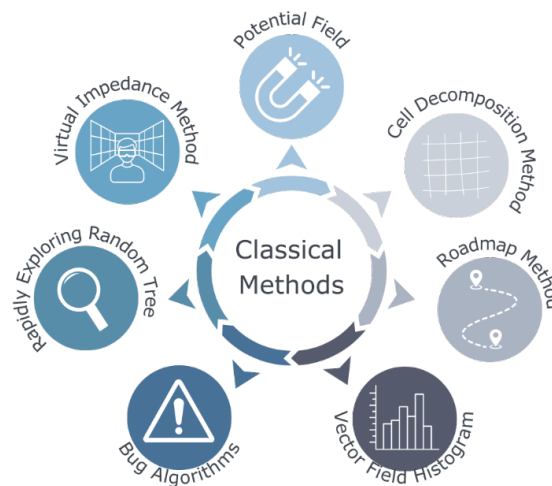 Potential Field
Cell Decomposition Method
Roadmap Method
Vector Field Histogram
Bug Algorithms
Rapidly Exploring Random Tree
Virtual Impedance Method
Classical
Methods